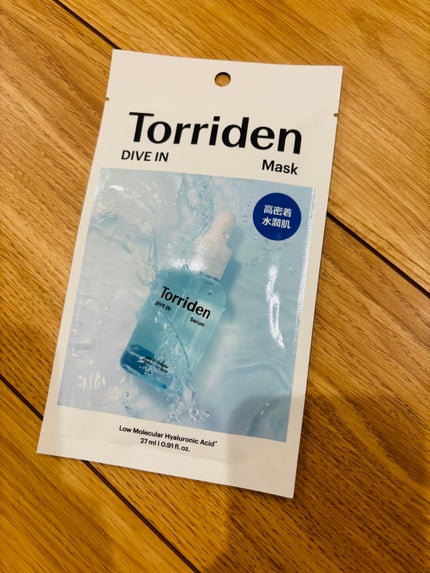 Torriden
DIVE IN Mask
高密着
水潤肌
Torriden
DIVE IN Serum
Low Molecular Hyaluronic Acid*
27 ml | 0.91 fl. oz.